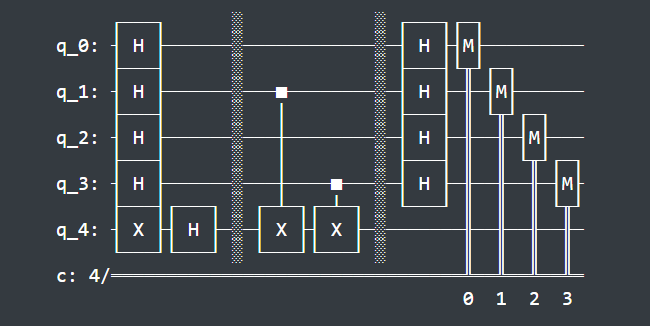 q_0: H H M
q_1: H H M
q_2: H H M
q_3: H H M
q_4: X H X X
c: 4/
0 1 2 3